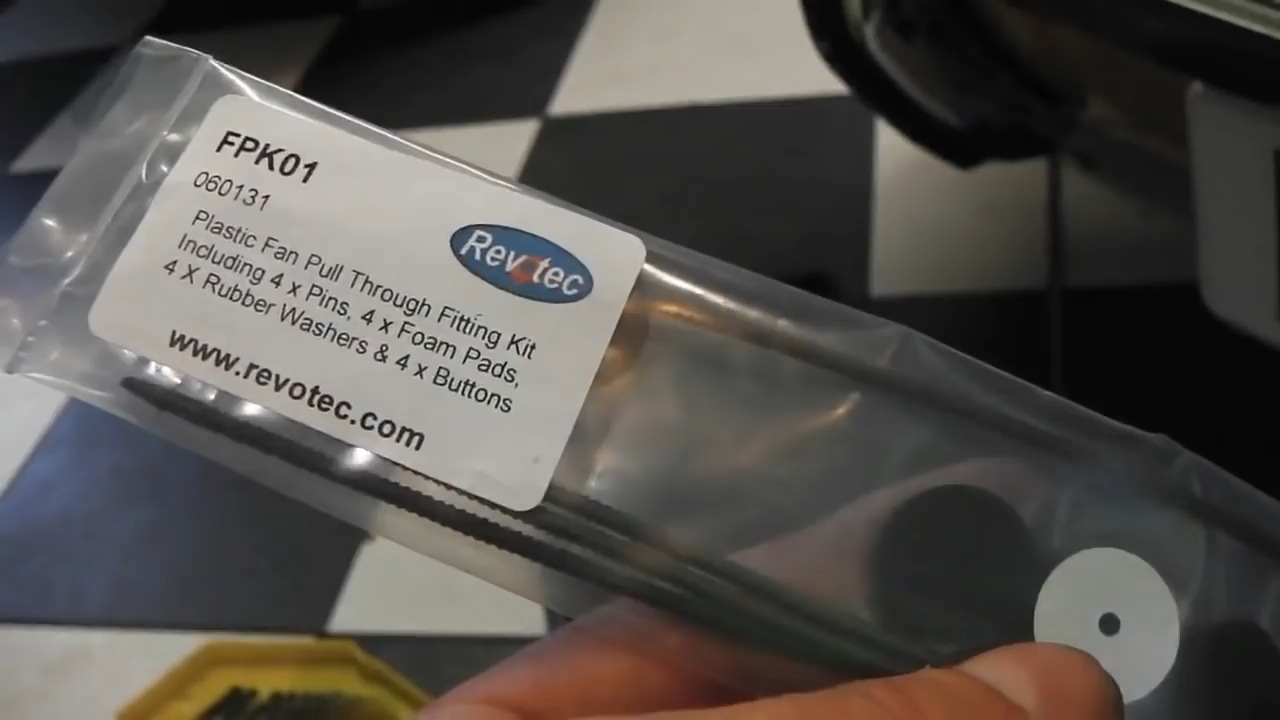 FPK01
060131
Revotec
Plastic Fan Pull Through Fitting Kit
Including 4 x Pins, 4 x Foam Pads,
4 X Rubber Washers & 4 x Buttons
www.revotec.com